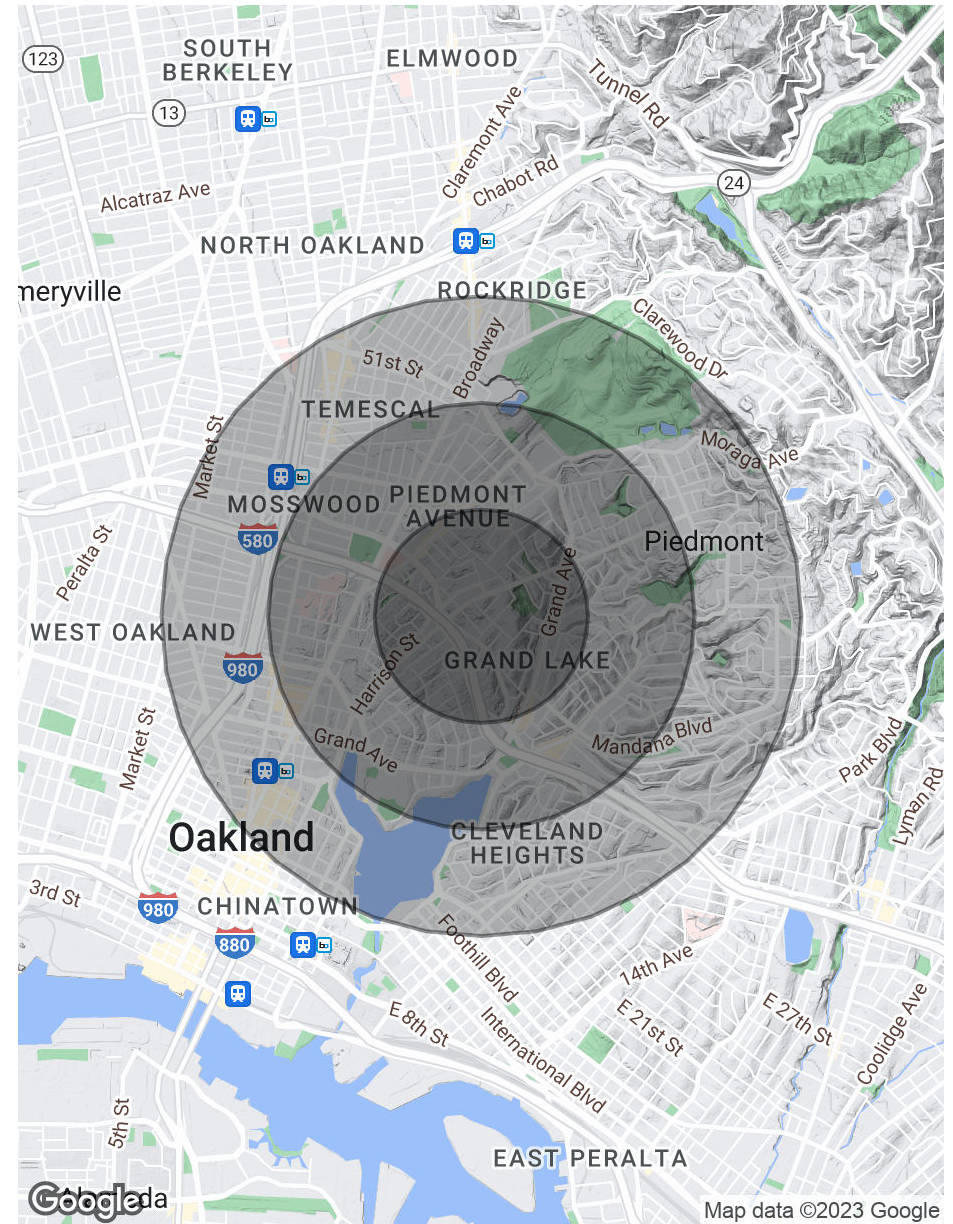 123
SOUTH
BERKELEY
ELMWOOD
Tunnel Rd
13
Claremont Ave
Chabot Rd
24
Alcatraz Ave
NORTH OAKLAND
meryville
ROCKRIDGE
Clarewood Dr
Broadway
51st St
TEMESCAL
Market St
Moraga Ave
MOSSWOOD
PIEDMONT
AVENUE
580
Piedmont
Peralta St
Grand Ave
WEST OAKLAND
980
Harrison St
GRAND LAKE
Market St
Grand Ave
Mandana Blvd
Park Blvd
Lyman Rd
Oakland
CLEVELAND
HEIGHTS
3rd St
980
CHINATOWN
880
Foothill Blvd
14th Ave
E 8th St
E 21st St
E 27th St
Coolidge Ave
International Blvd
5th St
EAST PERALTA
Alameda
Google
Map data ©2023 Google